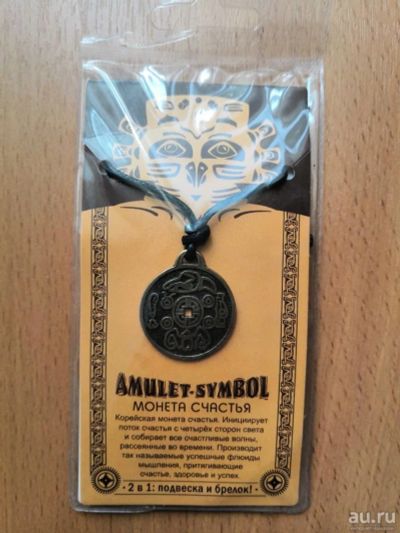 AMULET-SYMBOL
МОНЕТА СЧАСТЬЯ
Корейская монета счастья. Инициирует
поток счастья с четырёх сторон света
и собирает все счастливые волны,
рассеянные во времени. Производит
так называемые успешные флюиды
мышления, притягивающие
счастье, здоровье и успех.
2 в 1: подвеска и брелок!
au.ru